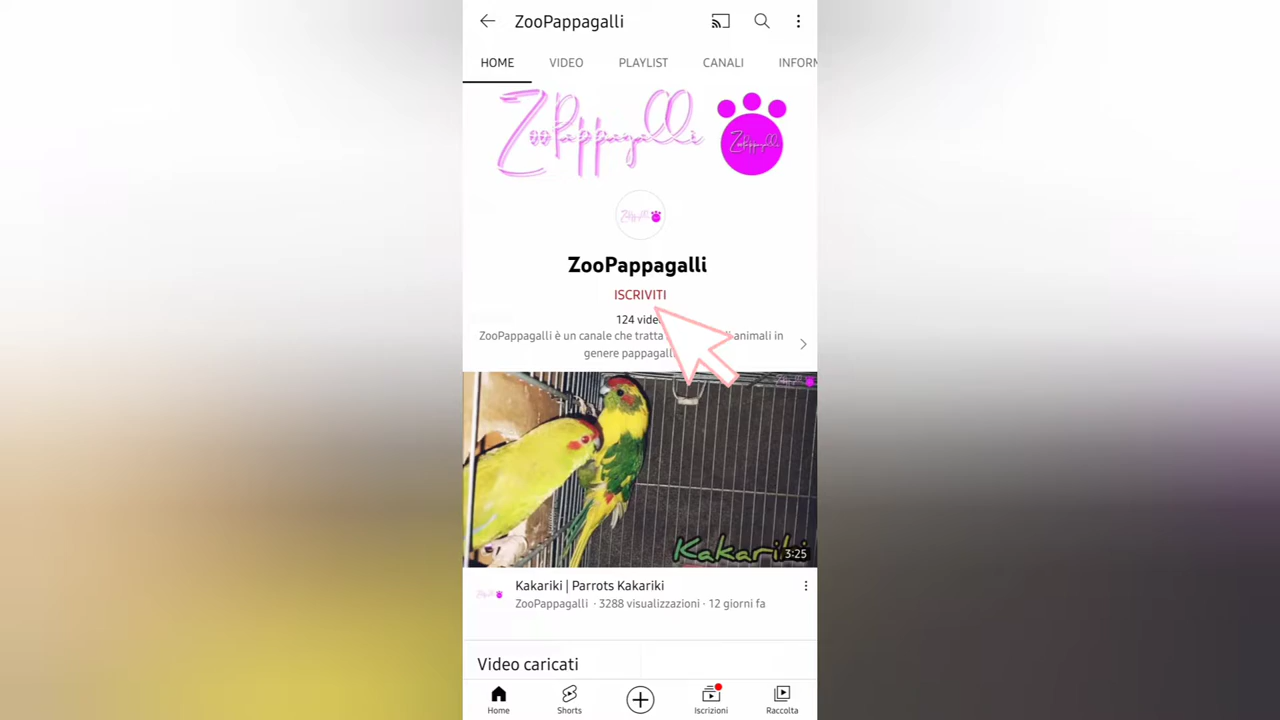 ZooPappagalli
HOME VIDEO PLAYLIST CANALI INFORM
ZooPappagalli
ZooPappagalli
ZooPappagalli
ISCRIVITI
124 vide
ZooPappagalli è un canale che tratta animali in
genere pappagall
Kakariki
3:25
Kakariki | Parrots Kakariki
ZooPappagalli · 3288 visualizzazioni · 12 giorni fa
Video caricati
Home Shorts Iscrizioni Raccolta